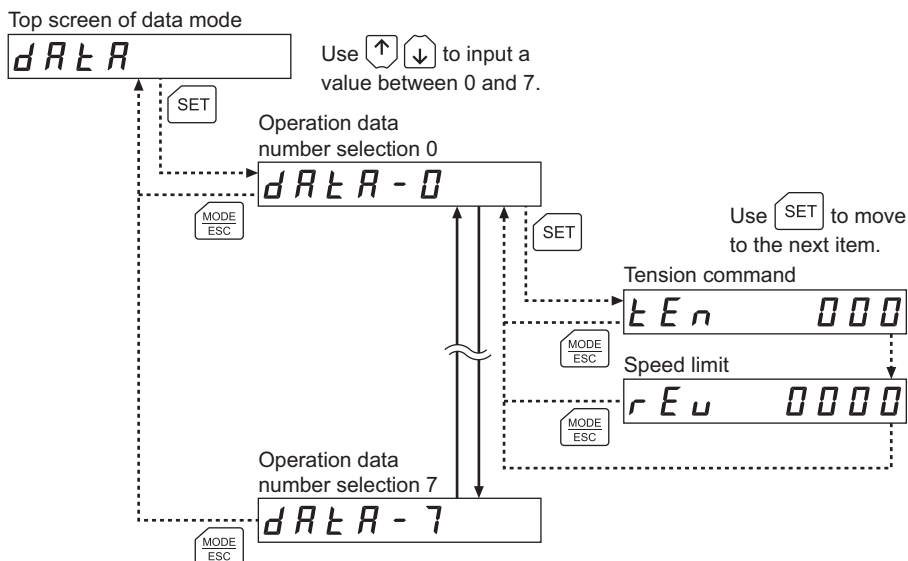 Top screen of data mode
dAtA
Use ↑ ↓ to input a
value between 0 and 7.
SET
Operation data
number selection 0
dAtA-0
MODE
ESC
SET
Use SET to move
to the next item.
Tension command
tEn 000
MODE
ESC
Speed limit
rEv 0000
MODE
ESC
Operation data
number selection 7
dAtA-7
MODE
ESC